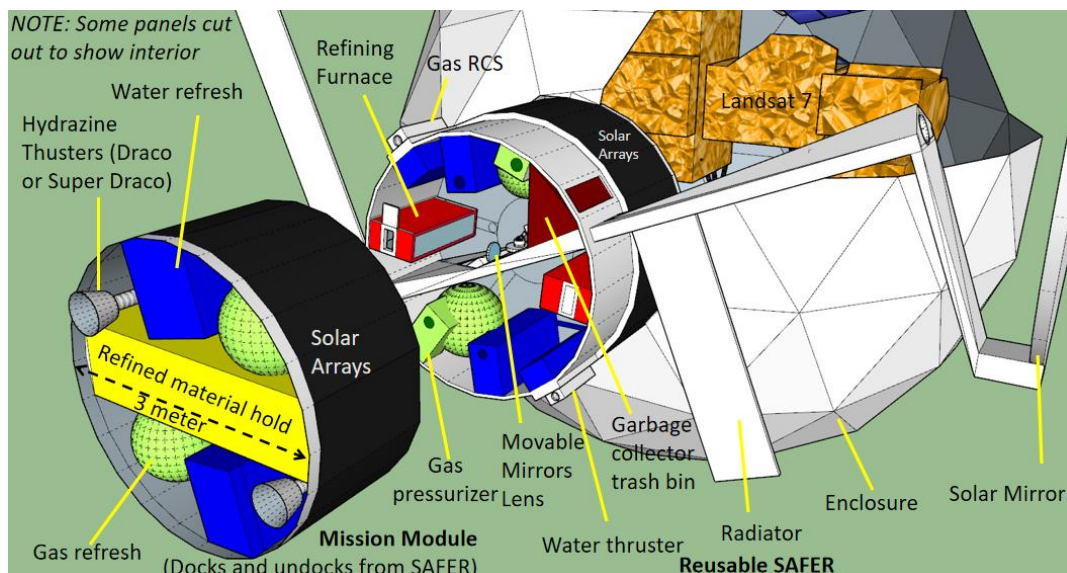 NOTE: Some panels cut
out to show interior
Water refresh
Hydrazine
Thusters (Draco
or Super Draco)
Refining
Furnace
Gas RCS
Landsat 7
Solar
Arrays
Solar
Arrays
Refined material hold
3 meter
Gas refresh
Gas
pressurizer
Movable
Mirrors
Lens
Garbage
collector
trash bin
Water thruster
Radiator
Enclosure
Solar Mirror
Mission Module
(Docks and undocks from SAFER)
Reusable SAFER